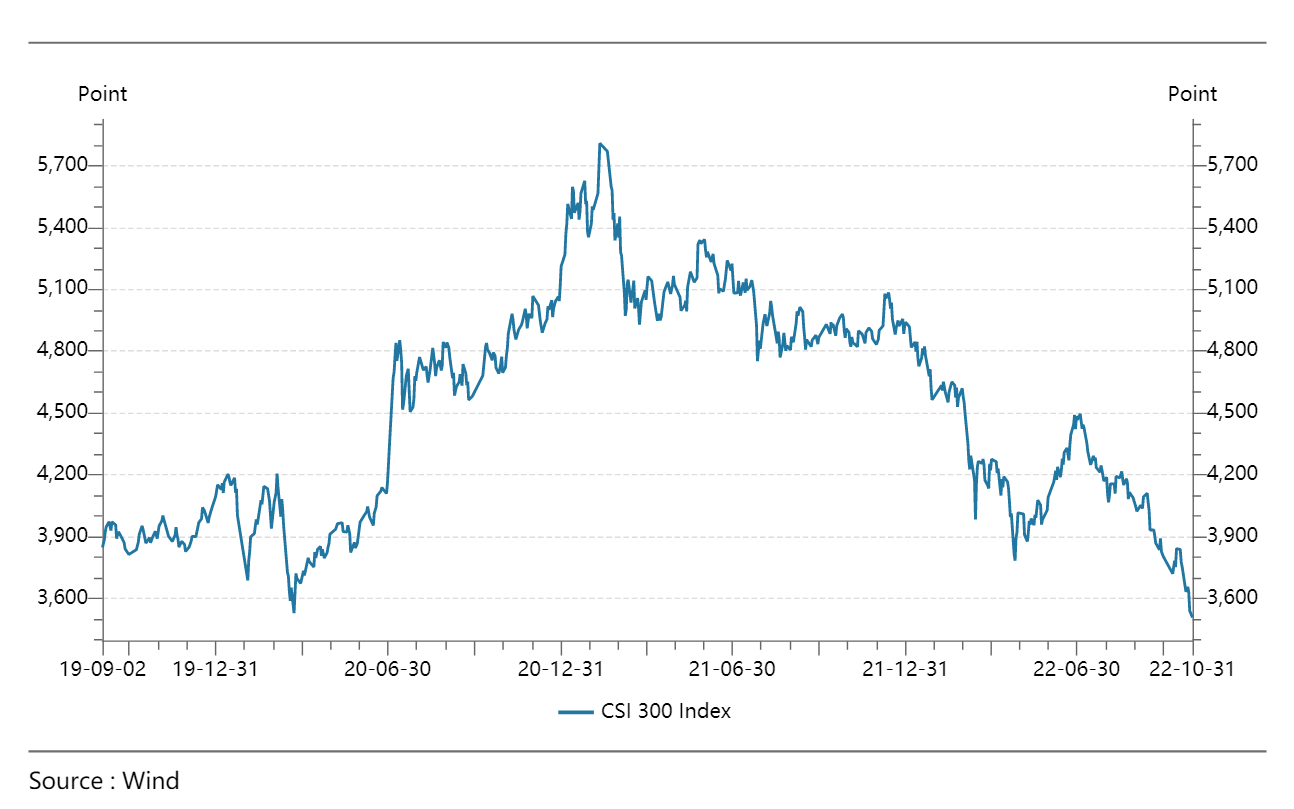 Point Point
5,700 5,700
5,400 5,400
5,100 5,100
4,800 4,800
4,500 4,500
4,200 4,200
3,900 3,900
3,600 3,600
19-09-02 19-12-31 20-06-30 20-12-31 21-06-30 21-12-31 22-06-30 22-10-31
CSI 300 Index
Source : Wind